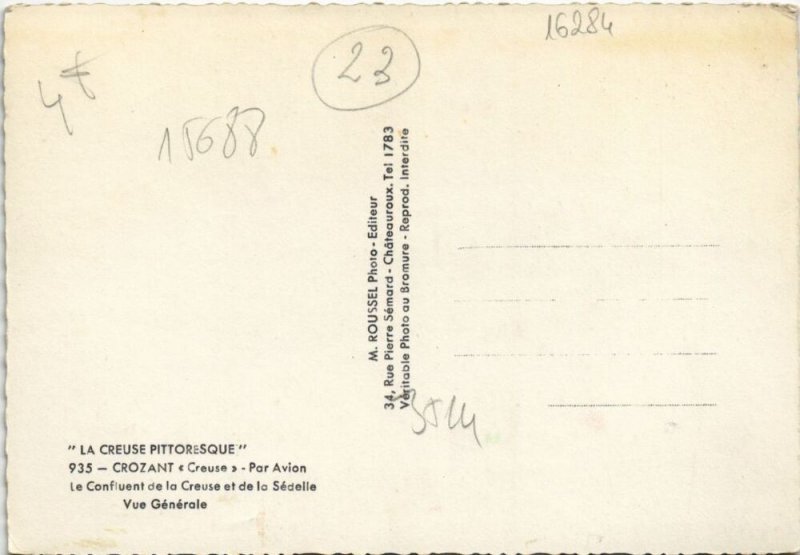 16284
23
4€
15688
M. ROUSSEL Photo - Editeur
34, Rue Pierre Sémard - Châteauroux. Tel 1783
Véritable Photo au Bromure - Reprod. Interdite
" LA CREUSE PITTORESQUE "
935 — CROZANT « Creuse » - Par Avion
Le Confluent de la Creuse et de la Sédelle
Vue Générale